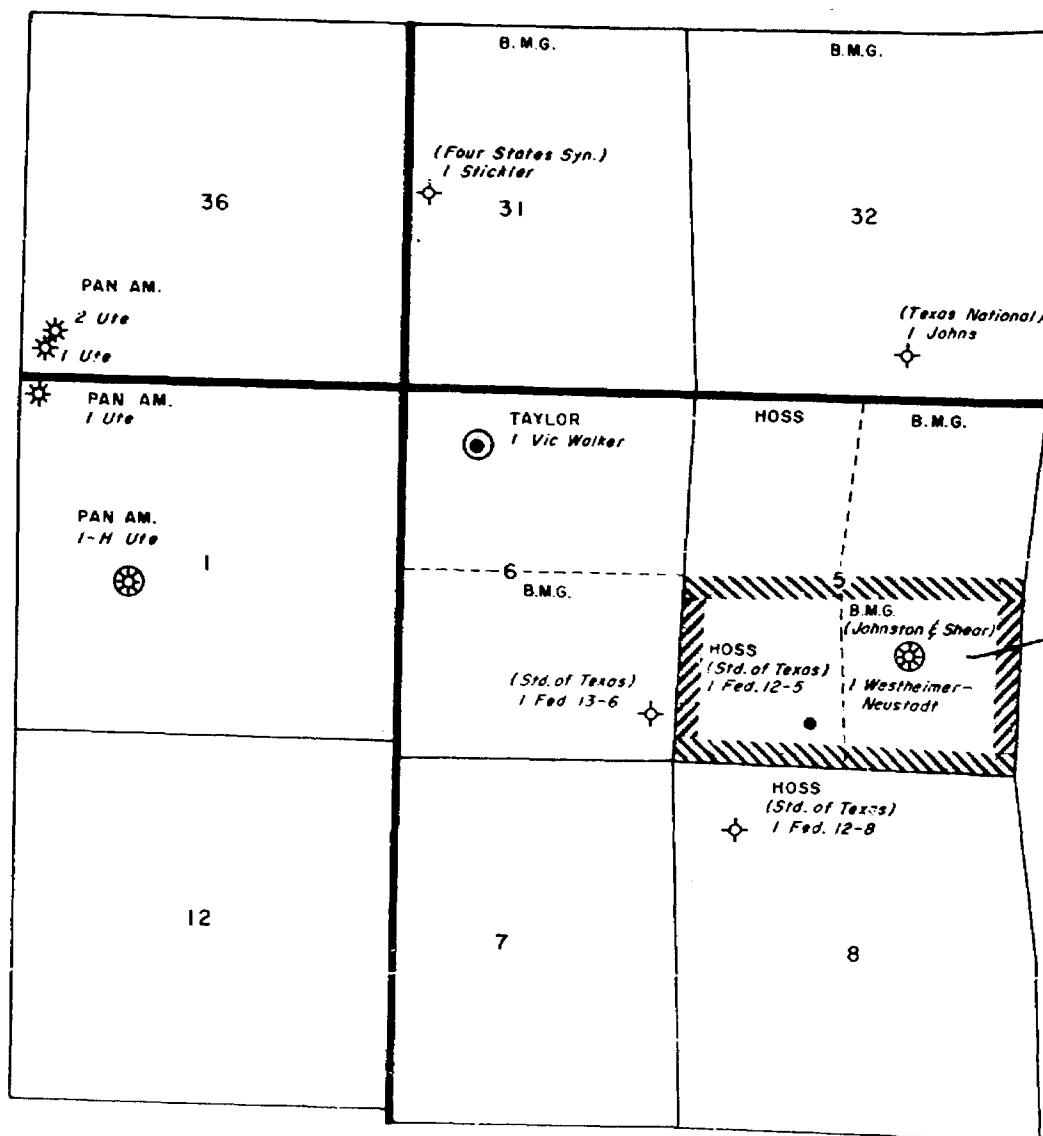 B.M.G.
B.M.G.
(Four States Syn.)
1 Stickler
36
31
32
PAN AM.
2 Ute
1 Ute
(Texas National)
1 Johns
PAN AM.
1 Ute
TAYLOR
1 Vic Walker
HOSS
B.M.G.
PAN AM.
1-H Ute
1
6
B.M.G.
5
B.M.G.
(Johnston & Shear)
HOSS
(Std. of Texas)
1 Fed. 12-5
1 Westheimer-
Neustadt
(Std. of Texas)
1 Fed 13-6
HOSS
(Std. of Texas)
1 Fed. 12-8
12
7
8